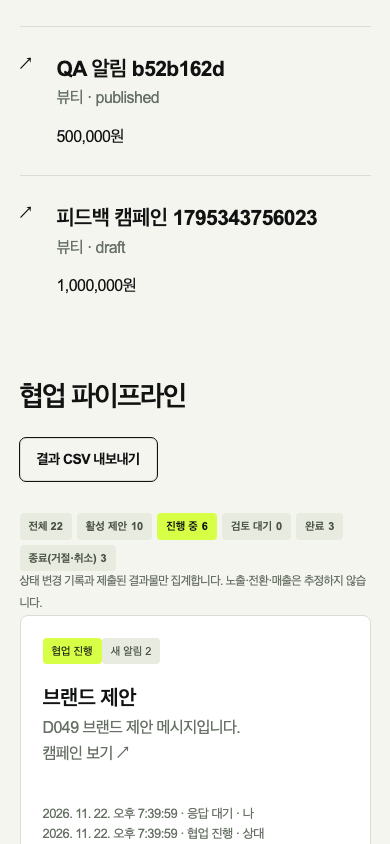 ↗ QA 알림 b52b162d
뷰티 · published
500,000원
↗ 피드백 캠페인 1795343756023
뷰티 · draft
1,000,000원
협업 파이프라인
결과 CSV 내보내기
전체 22 활성 제안 10 진행 중 6 검토 대기 0 완료 3
종료(거절·취소) 3
상태 변경 기록과 제출된 결과물만 집계합니다. 노출·전환·매출은 추정하지 않습
니다.
협업 진행 새 알림 2
브랜드 제안
D049 브랜드 제안 메시지입니다.
캠페인 보기 ↗
2026. 11. 22. 오후 7:39:59 · 응답 대기 · 나
2026. 11. 22. 오후 7:39:59 · 협업 진행 · 상대